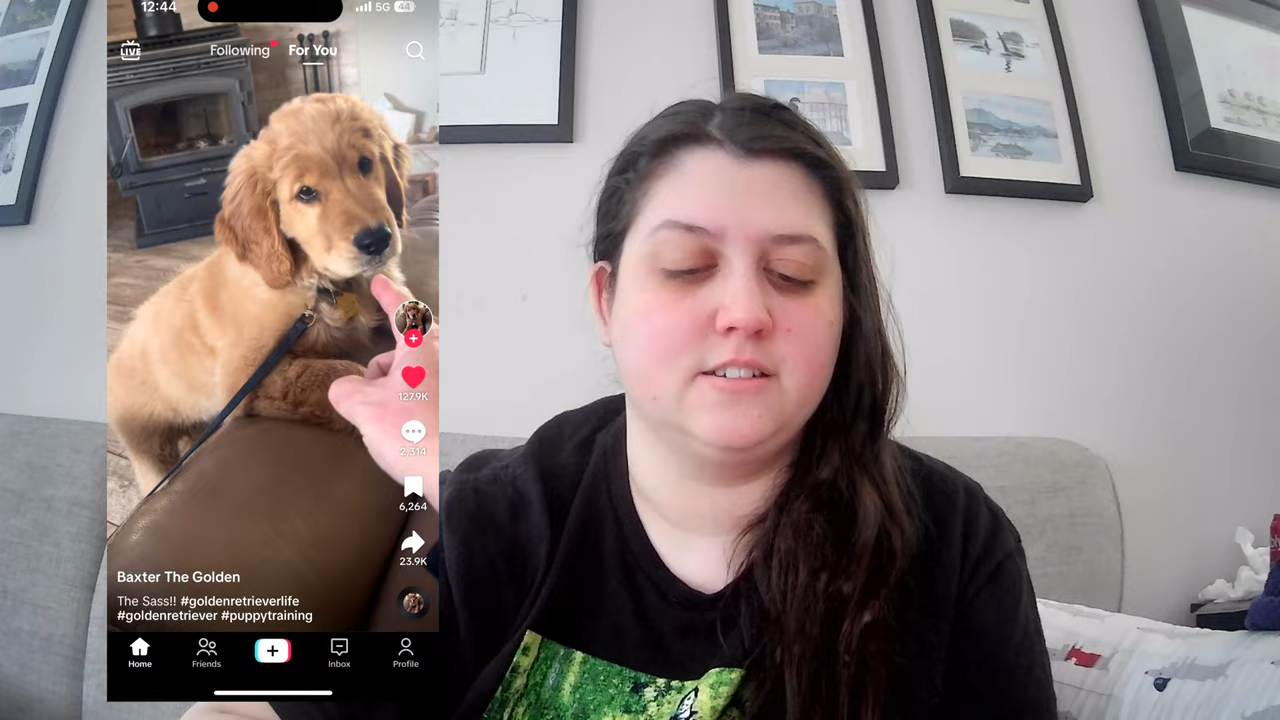 12:44
5G 44
LIVE
Following
For You
127.9K
2,314
6,264
23.9K
Baxter The Golden
The Sass!! #goldenretrieverlife
#goldenretriever #puppytraining
Home
Friends
Inbox
Profile